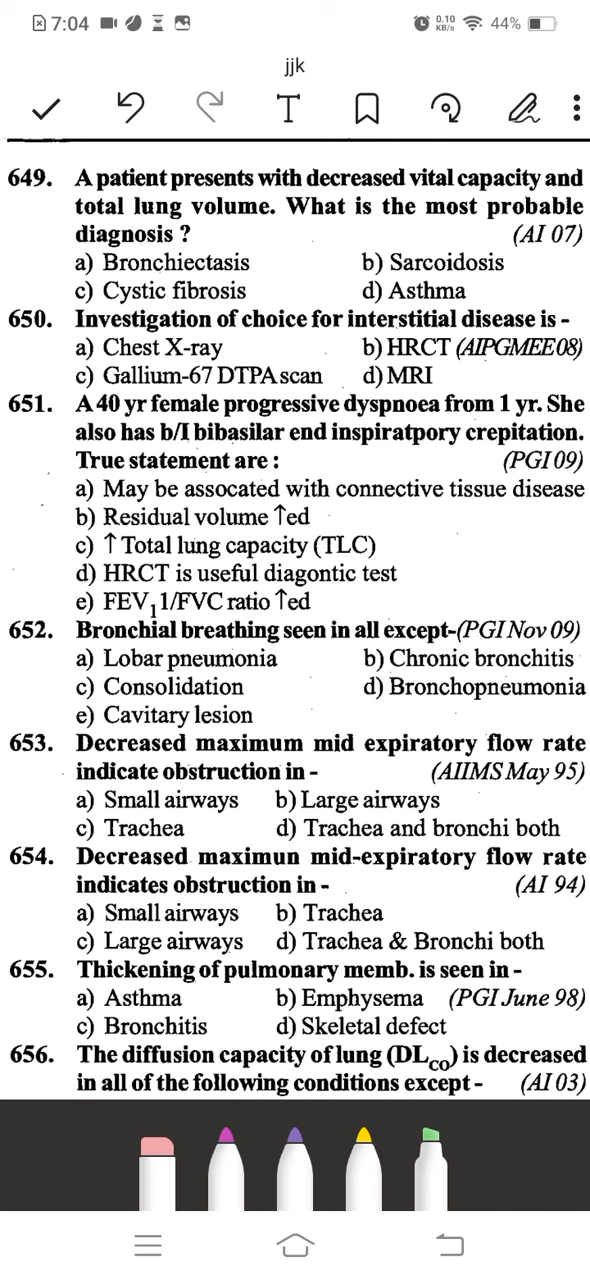 7:04
0.10 KB/s
44%
jjk
T
649. A patient presents with decreased vital capacity and
total lung volume. What is the most probable
diagnosis ? (AI 07)
a) Bronchiectasis b) Sarcoidosis
c) Cystic fibrosis d) Asthma
650. Investigation of choice for interstitial disease is -
a) Chest X-ray b) HRCT (AIPGMEE 08)
c) Gallium-67 DTPA scan d) MRI
651. A 40 yr female progressive dyspnoea from 1 yr. She
also has b/l bibasilar end inspiratpory crepitation.
True statement are : (PGI 09)
a) May be assocated with connective tissue disease
b) Residual volume ↑ed
c) ↑ Total lung capacity (TLC)
d) HRCT is useful diagontic test
e) FEV₁1/FVC ratio ↑ed
652. Bronchial breathing seen in all except-(PGI Nov 09)
a) Lobar pneumonia b) Chronic bronchitis
c) Consolidation d) Bronchopneumonia
e) Cavitary lesion
653. Decreased maximum mid expiratory flow rate
indicate obstruction in - (AIIMS May 95)
a) Small airways b) Large airways
c) Trachea d) Trachea and bronchi both
654. Decreased maximun mid-expiratory flow rate
indicates obstruction in - (AI 94)
a) Small airways b) Trachea
c) Large airways d) Trachea & Bronchi both
655. Thickening of pulmonary memb. is seen in -
a) Asthma b) Emphysema (PGI June 98)
c) Bronchitis d) Skeletal defect
656. The diffusion capacity of lung (DL_CO) is decreased
in all of the following conditions except - (AI 03)